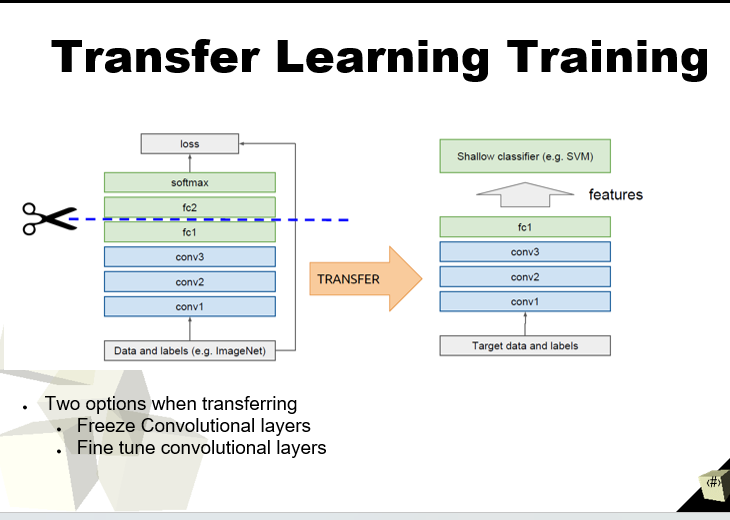 Transfer Learning Training
loss
softmax
fc2
fc1
conv3
conv2
conv1
Data and labels (e.g. ImageNet)
TRANSFER
Shallow classifier (e.g. SVM)
features
fc1
conv3
conv2
conv1
Target data and labels
• Two options when transferring
• Freeze Convolutional layers
• Fine tune convolutional layers
‹#›